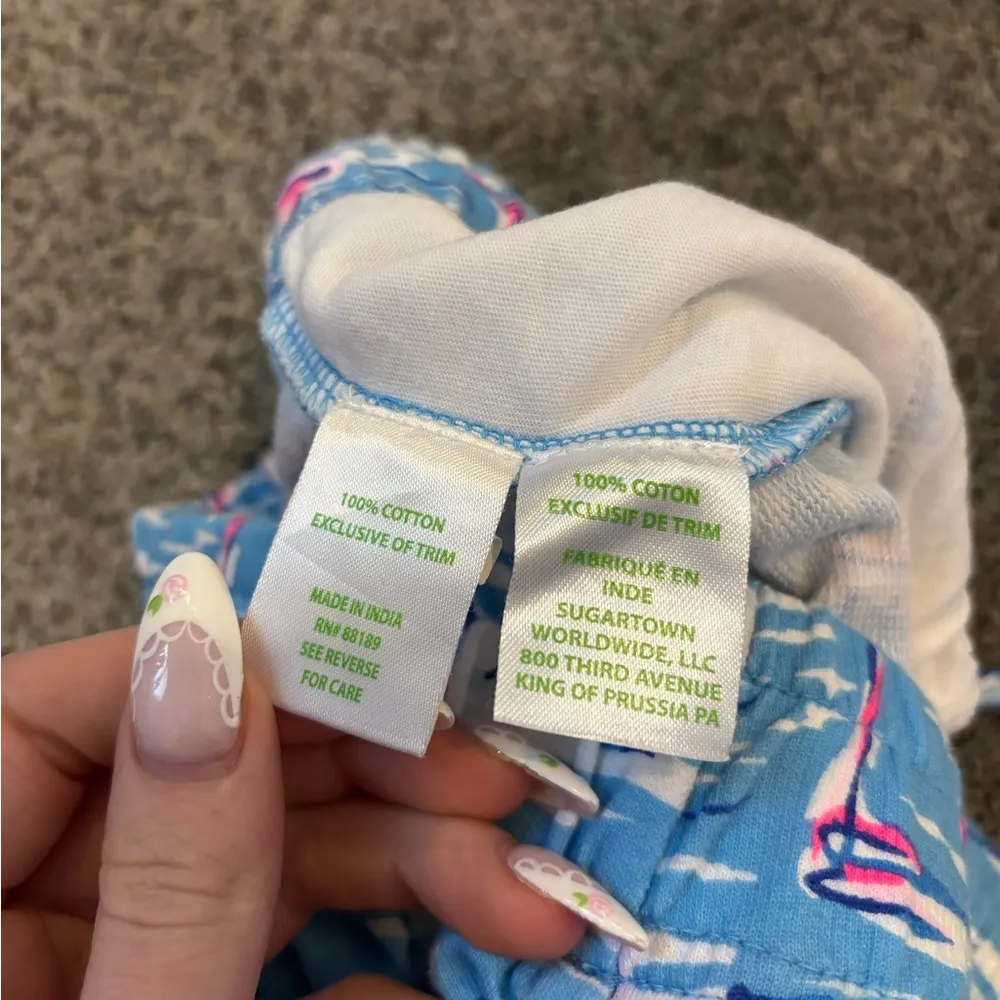 100% COTTON
EXCLUSIVE OF TRIM
MADE IN INDIA
RN# 88189
SEE REVERSE
FOR CARE
100% COTON
EXCLUSIF DE TRIM
FABRIQUÉ EN
INDE
SUGARTOWN
WORLDWIDE, LLC
800 THIRD AVENUE
KING OF PRUSSIA PA